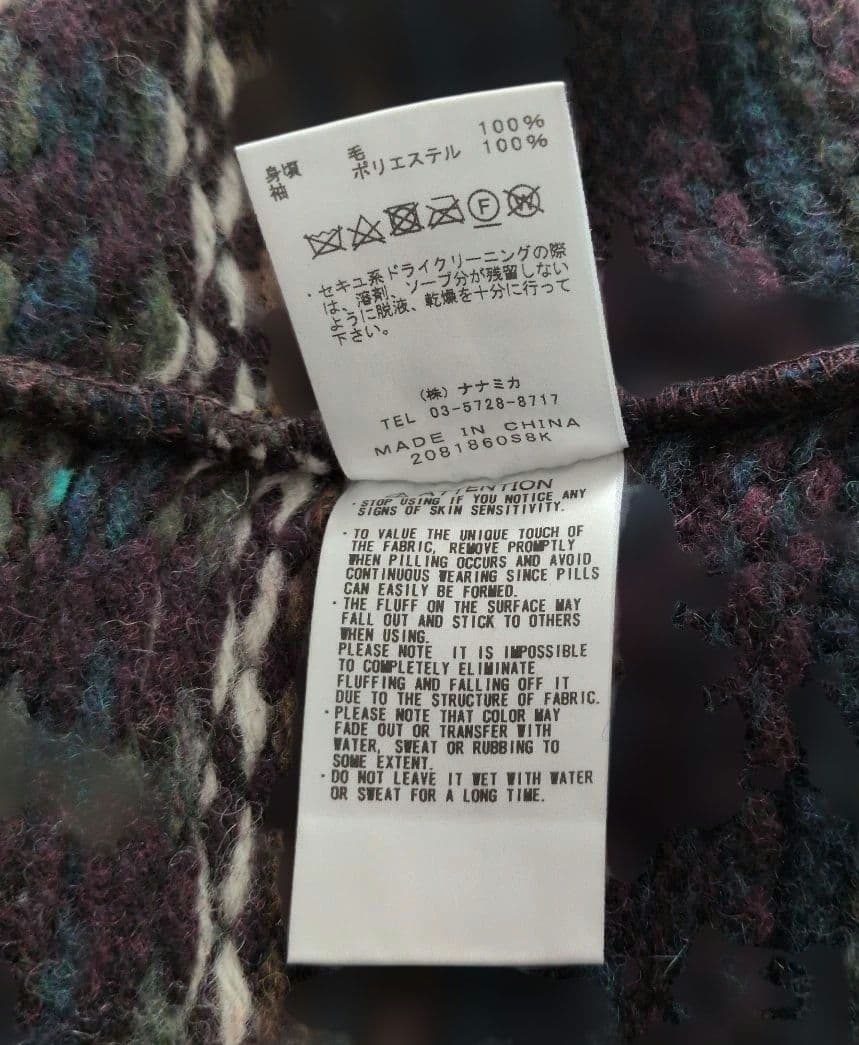 身頃 毛 100%
袖 ポリエステル 100%
F W
・セキユ系ドライクリーニングの際
は、溶剤、ソープ分が残留しない
ように脱液、乾燥を十分に行って
下さい。
(株) ナナミカ
TEL 03-5728-8717
MADE IN CHINA
2081860S8K
ATTENTION
・STOP USING IF YOU NOTICE ANY
SIGNS OF SKIN SENSITIVITY.
・TO VALUE THE UNIQUE TOUCH OF
THE FABRIC, REMOVE PROMPTLY
WHEN PILLING OCCURS AND AVOID
CONTINUOUS WEARING SINCE PILLS
CAN EASILY BE FORMED.
・THE FLUFF ON THE SURFACE MAY
FALL OUT AND STICK TO OTHERS
WHEN USING.
PLEASE NOTE IT IS IMPOSSIBLE
TO COMPLETELY ELIMINATE
FLUFFING AND FALLING OFF IT
DUE TO THE STRUCTURE OF FABRIC.
・PLEASE NOTE THAT COLOR MAY
FADE OUT OR TRANSFER WITH
WATER, SWEAT OR RUBBING TO
SOME EXTENT.
・DO NOT LEAVE IT WET WITH WATER
OR SWEAT FOR A LONG TIME.